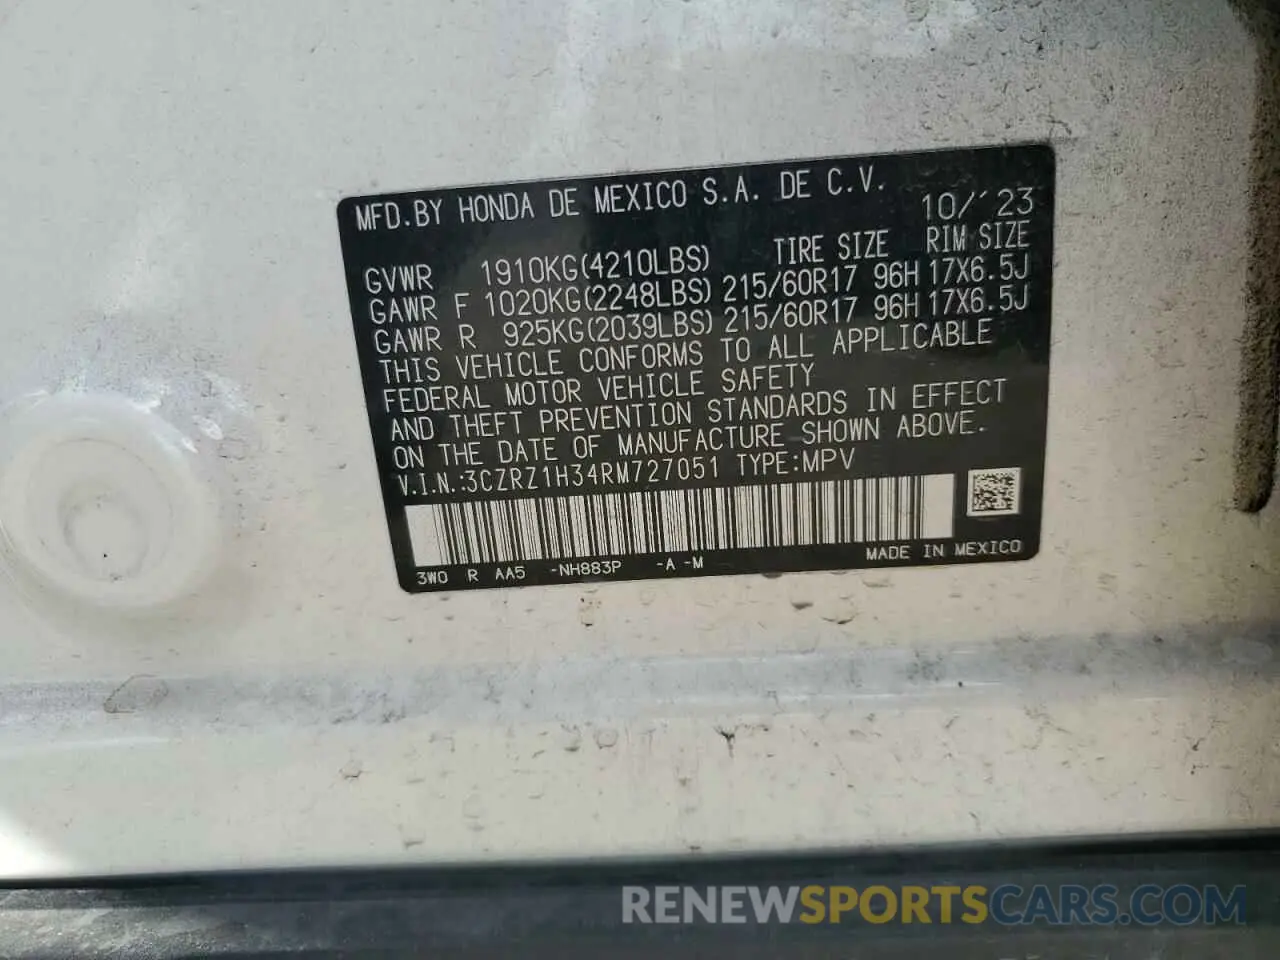 MFD.BY HONDA DE MEXICO S.A. DE C.V.
10/'23
TIRE SIZE RIM SIZE
GVWR 1910KG(4210LBS)
GAWR F 1020KG(2248LBS) 215/60R17 96H 17X6.5J
GAWR R 925KG(2039LBS) 215/60R17 96H 17X6.5J
THIS VEHICLE CONFORMS TO ALL APPLICABLE
FEDERAL MOTOR VEHICLE SAFETY
AND THEFT PREVENTION STANDARDS IN EFFECT
ON THE DATE OF MANUFACTURE SHOWN ABOVE.
V.I.N.:3CZRZ1H34RM727051 TYPE:MPV
3W0 R AA5 -NH883P -A -M MADE IN MEXICO
RENEWSPORTSCARS.COM